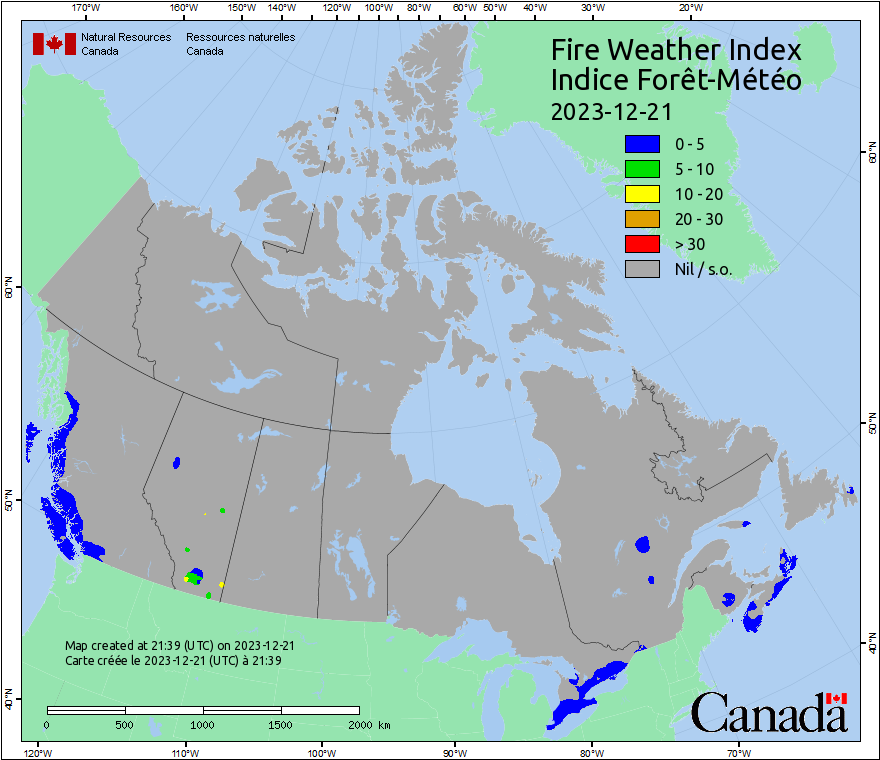 170°W 160°W 150°W 140°W 130°W 120°W 110°W 100°W 90°W 80°W 60°W 50°W 40°W 30°W 20°W
Natural Resources Canada
Ressources naturelles Canada
Fire Weather Index
Indice Forêt-Météo
2023-12-21
0 - 5
5 - 10
10 - 20
20 - 30
> 30
Nil / s.o.
60°N
50°N
40°N
60°N
50°N
40°N
Map created at 21:39 (UTC) on 2023-12-21
Carte créée le 2023-12-21 (UTC) à 21:39
0 500 1000 1500 2000 km
Canada
120°W 110°W 100°W 90°W 80°W 70°W